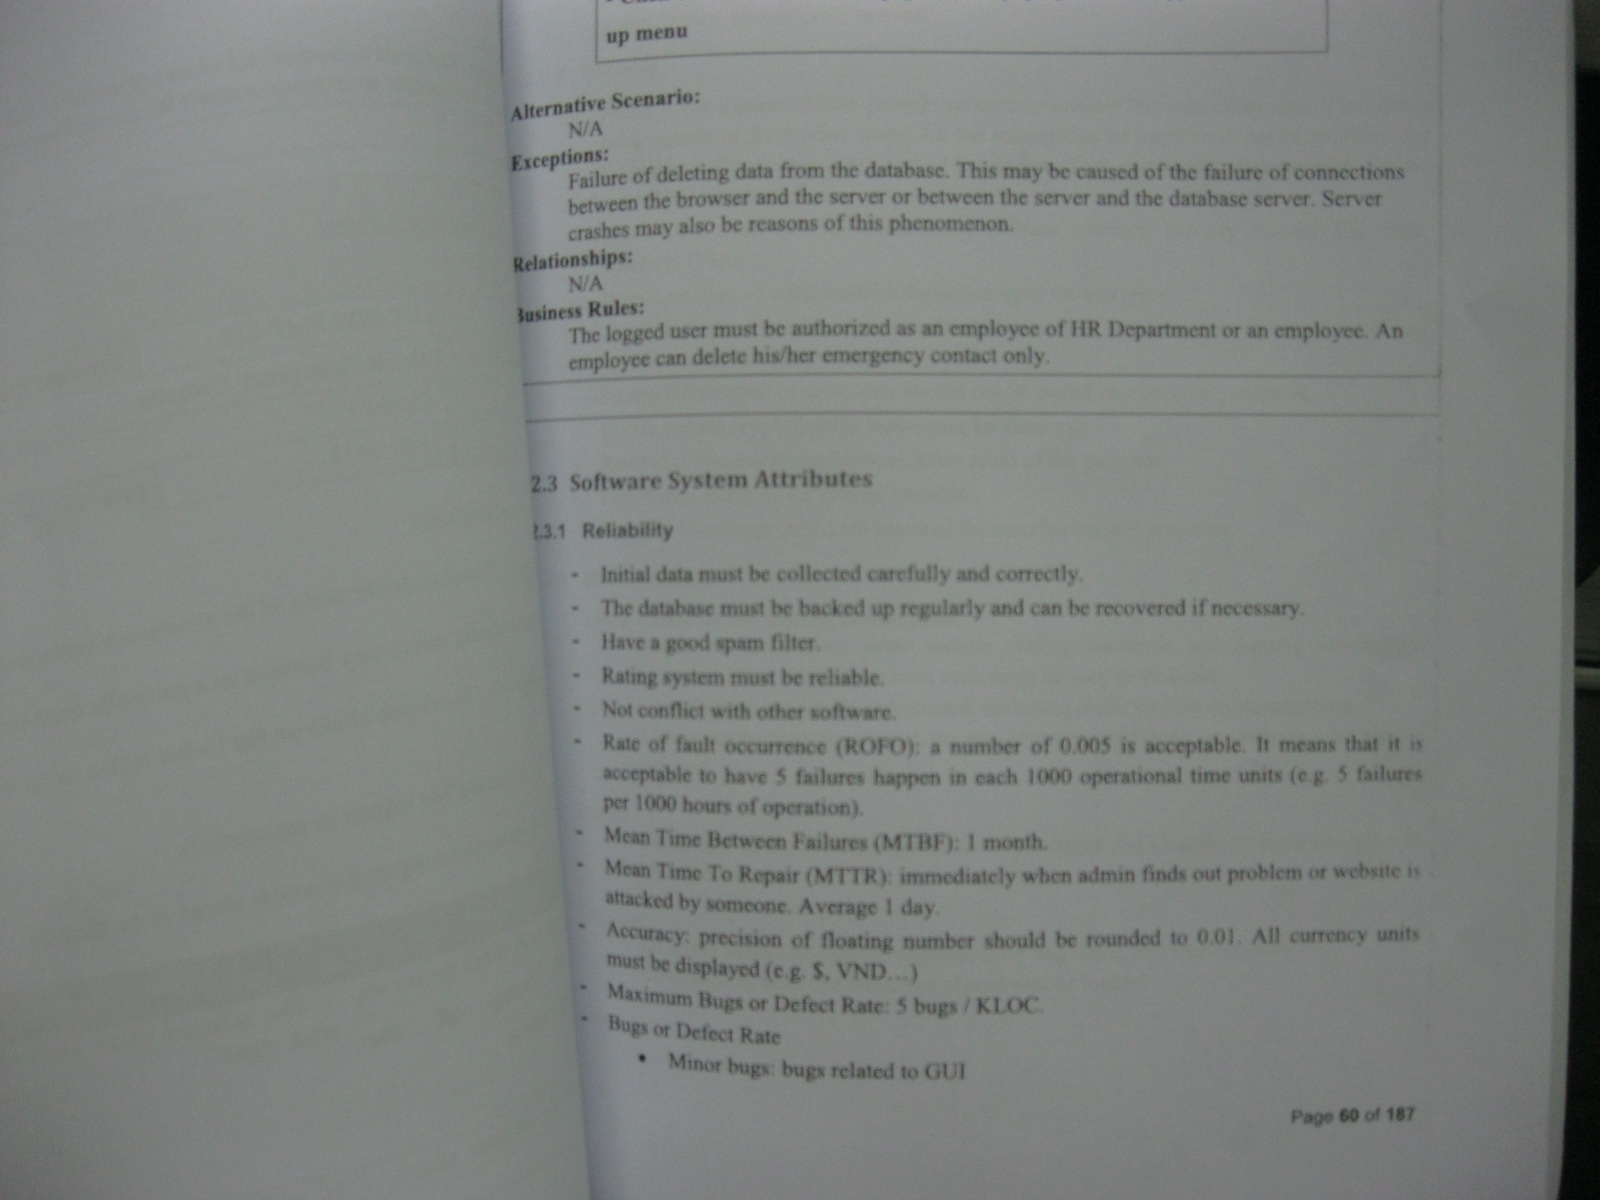 up menu
Alternative Scenario:
N/A
Exceptions:
Failure of deleting data from the database. This may be caused of the failure of connections
between the browser and the server or between the server and the database server. Server
crashes may also be reasons of this phenomenon.
Relationships:
N/A
Business Rules:
The logged user must be authorized as an employee of HR Department or an employee. An
employee can delete his/her emergency contact only.
2.3 Software System Attributes
2.3.1 Reliability
- Initial data must be collected carefully and correctly.
- The database must be backed up regularly and can be recovered if necessary.
- Have a good spam filter.
- Rating system must be reliable.
- Not conflict with other software.
- Rate of fault occurrence (ROFO): a number of 0.005 is acceptable. It means that it is
acceptable to have 5 failures happen in each 1000 operational time units (e.g. 5 failures
per 1000 hours of operation).
- Mean Time Between Failures (MTBF): 1 month.
- Mean Time To Repair (MTTR): immediately when admin finds out problem or website is
attacked by someone. Average 1 day.
- Accuracy: precision of floating number should be rounded to 0.01. All currency units
must be displayed (e.g. $, VND...)
- Maximum Bugs or Defect Rate: 5 bugs / KLOC.
- Bugs or Defect Rate
• Minor bugs: bugs related to GUI
Page 60 of 187